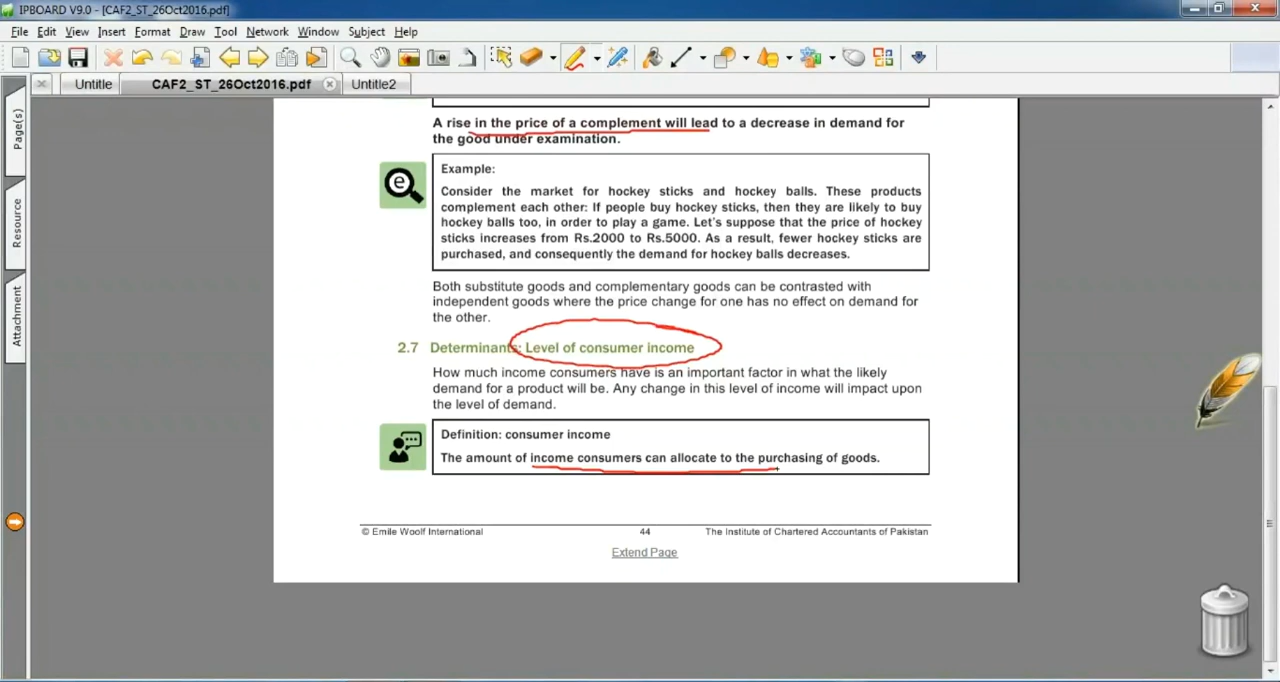 IPBOARD V9.0 - [CAF2_ST_26Oct2016.pdf]
File Edit View Insert Format Draw Tool Network Window Subject Help
Untitle CAF2_ST_26Oct2016.pdf Untitle2
Page(s)
Resource
Attachment
A rise in the price of a complement will lead to a decrease in demand for
the good under examination.
e
Example:
Consider the market for hockey sticks and hockey balls. These products
complement each other: If people buy hockey sticks, then they are likely to buy
hockey balls too, in order to play a game. Let's suppose that the price of hockey
sticks increases from Rs.2000 to Rs.5000. As a result, fewer hockey sticks are
purchased, and consequently the demand for hockey balls decreases.
Both substitute goods and complementary goods can be contrasted with
independent goods where the price change for one has no effect on demand for
the other.
2.7 Determinants: Level of consumer income
How much income consumers have is an important factor in what the likely
demand for a product will be. Any change in this level of income will impact upon
the level of demand.
Definition: consumer income
The amount of income consumers can allocate to the purchasing of goods.
© Emile Woolf International 44 The Institute of Chartered Accountants of Pakistan
Extend Page